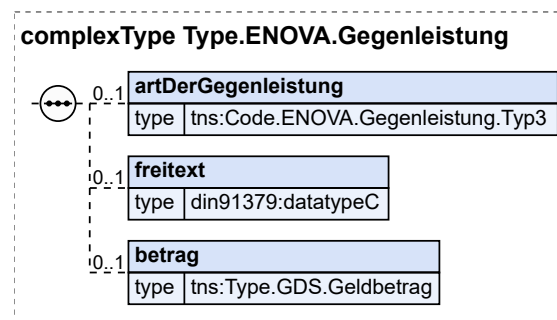 complexType Type.ENOVA.Gegenleistung
0..1 artDerGegenleistung
type tns:Code.ENOVA.Gegenleistung.Typ3
0..1 freitext
type din91379:datatypeC
0..1 betrag
type tns:Type.GDS.Geldbetrag